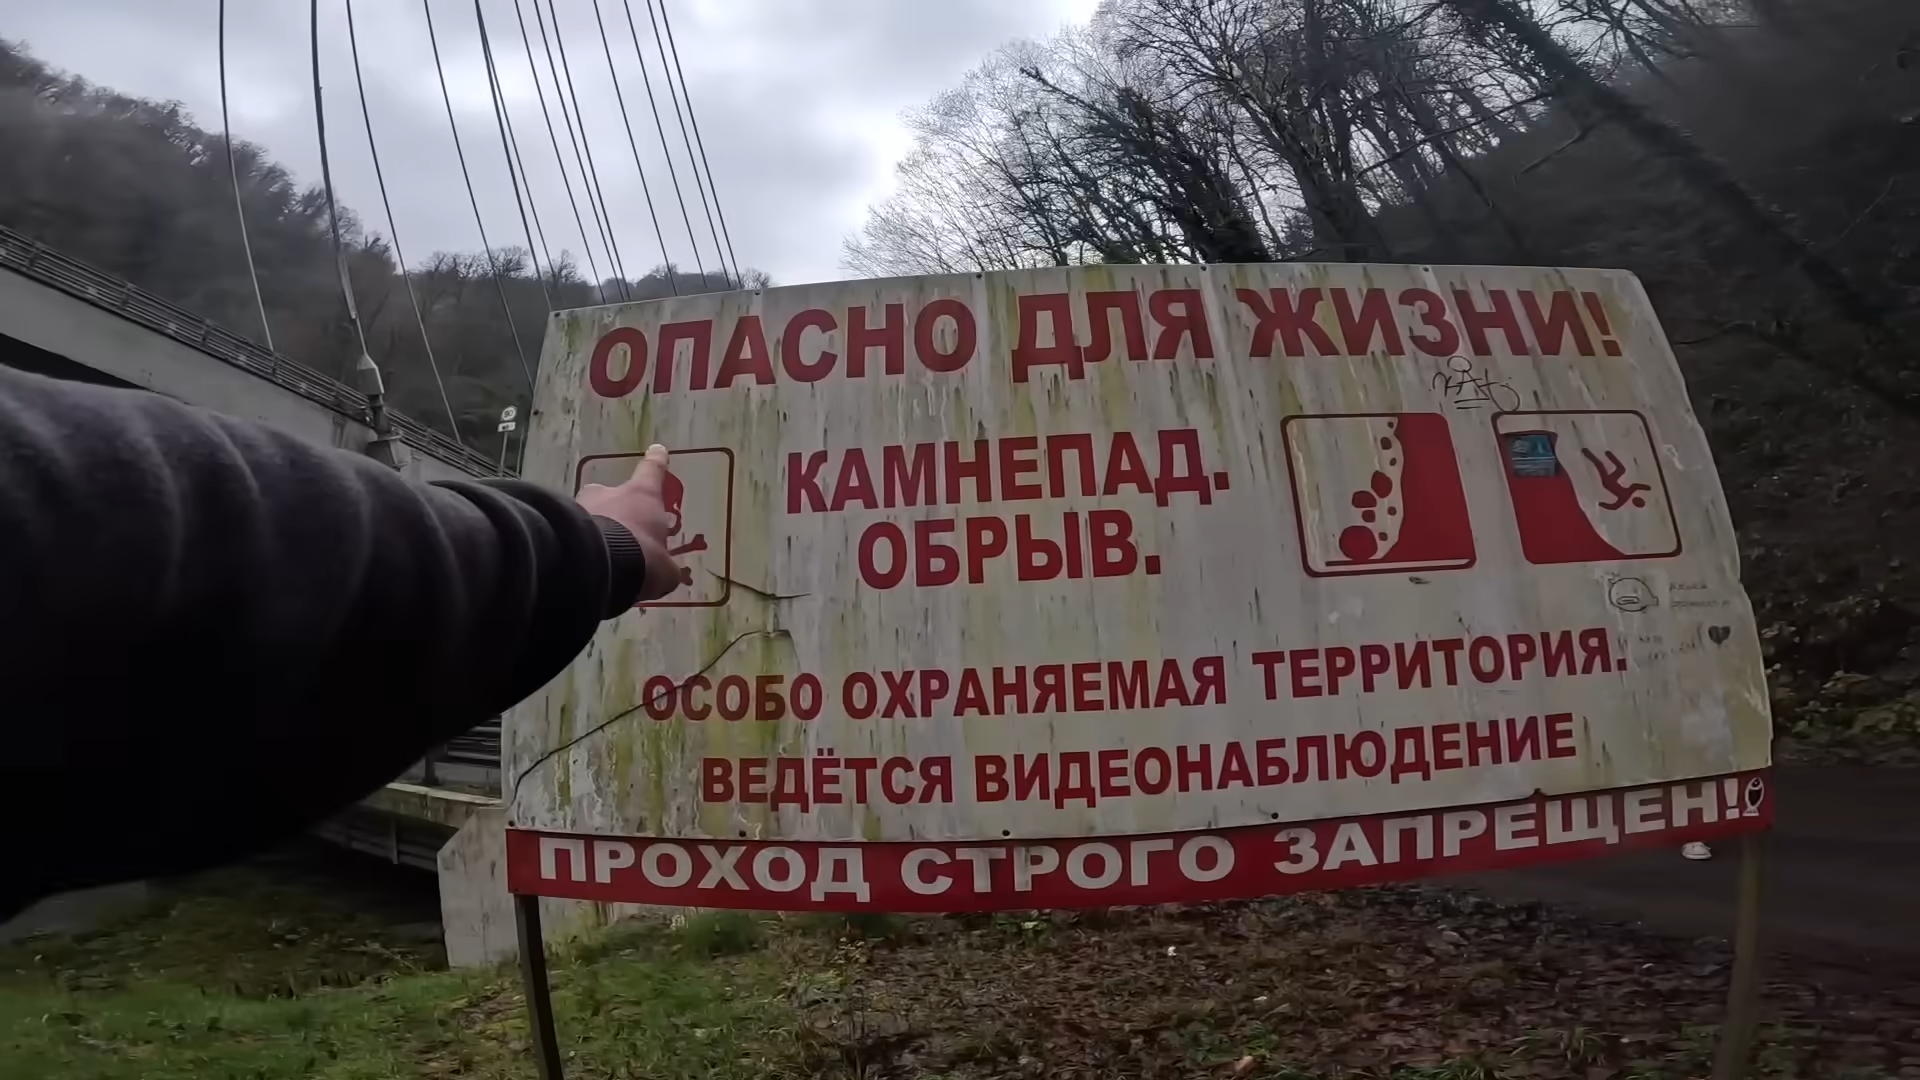 ОПАСНО ДЛЯ ЖИЗНИ!
КАМНЕПАД.
ОБРЫВ.
ОСОБО ОХРАНЯЕМАЯ ТЕРРИТОРИЯ.
ВЕДЁТСЯ ВИДЕОНАБЛЮДЕНИЕ
ПРОХОД СТРОГО ЗАПРЕЩЕН!